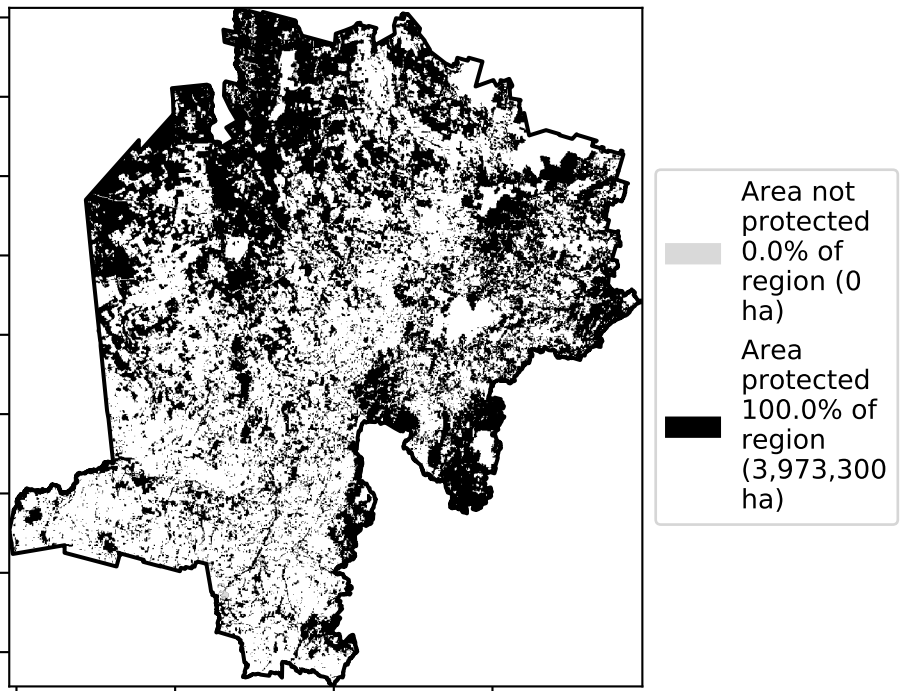 Area not
protected
0.0% of
region (0
ha)
Area
protected
100.0% of
region
(3,973,300
ha)